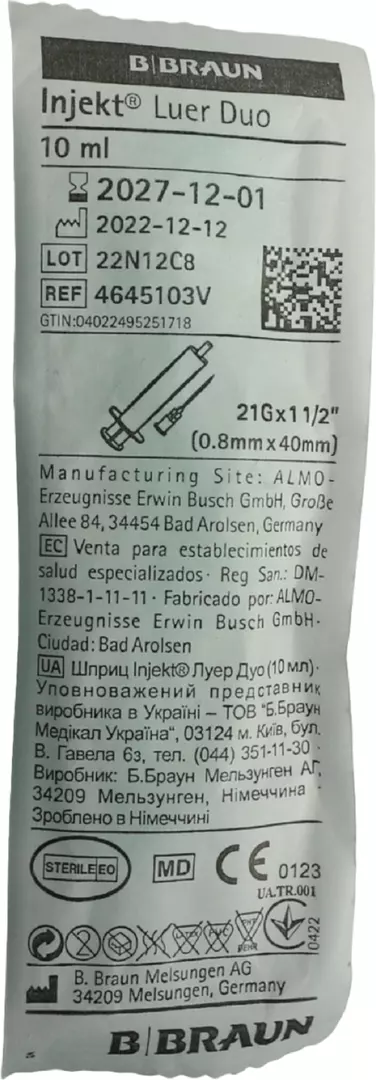 B|BRAUN
Injekt® Luer Duo
10 ml
2027-12-01
2022-12-12
LOT 22N12C8
REF 4645103V
GTIN:04022495251718
21Gx1 1/2"
(0.8mmx40mm)
Manufacturing Site: ALMO-
Erzeugnisse Erwin Busch GmbH, Große
Allee 84, 34454 Bad Arolsen, Germany
EC Venta para establecimientos de
salud especializados· Reg San.: DM-
1338-1-11-11 · Fabricado por: ALMO-
Erzeugnisse Erwin Busch GmbH·
Ciudad: Bad Arolsen
UA Шприц Injekt® Луер Дуо (10 мл)·
Уповноважений представник
виробника в Україні – ТОВ "Б.Браун
Медікал Україна", 03124 м. Київ, бул.
В. Гавела 6з, тел. (044) 351-11-30 ·
Виробник: Б.Браун Мельзунген АГ,
34209 Мельзунген, Німеччина ·
Зроблено в Німеччині
STERILE EO MD CE 0123
UA.TR.001
2
0422
B. Braun Melsungen AG
34209 Melsungen, Germany
B|BRAUN